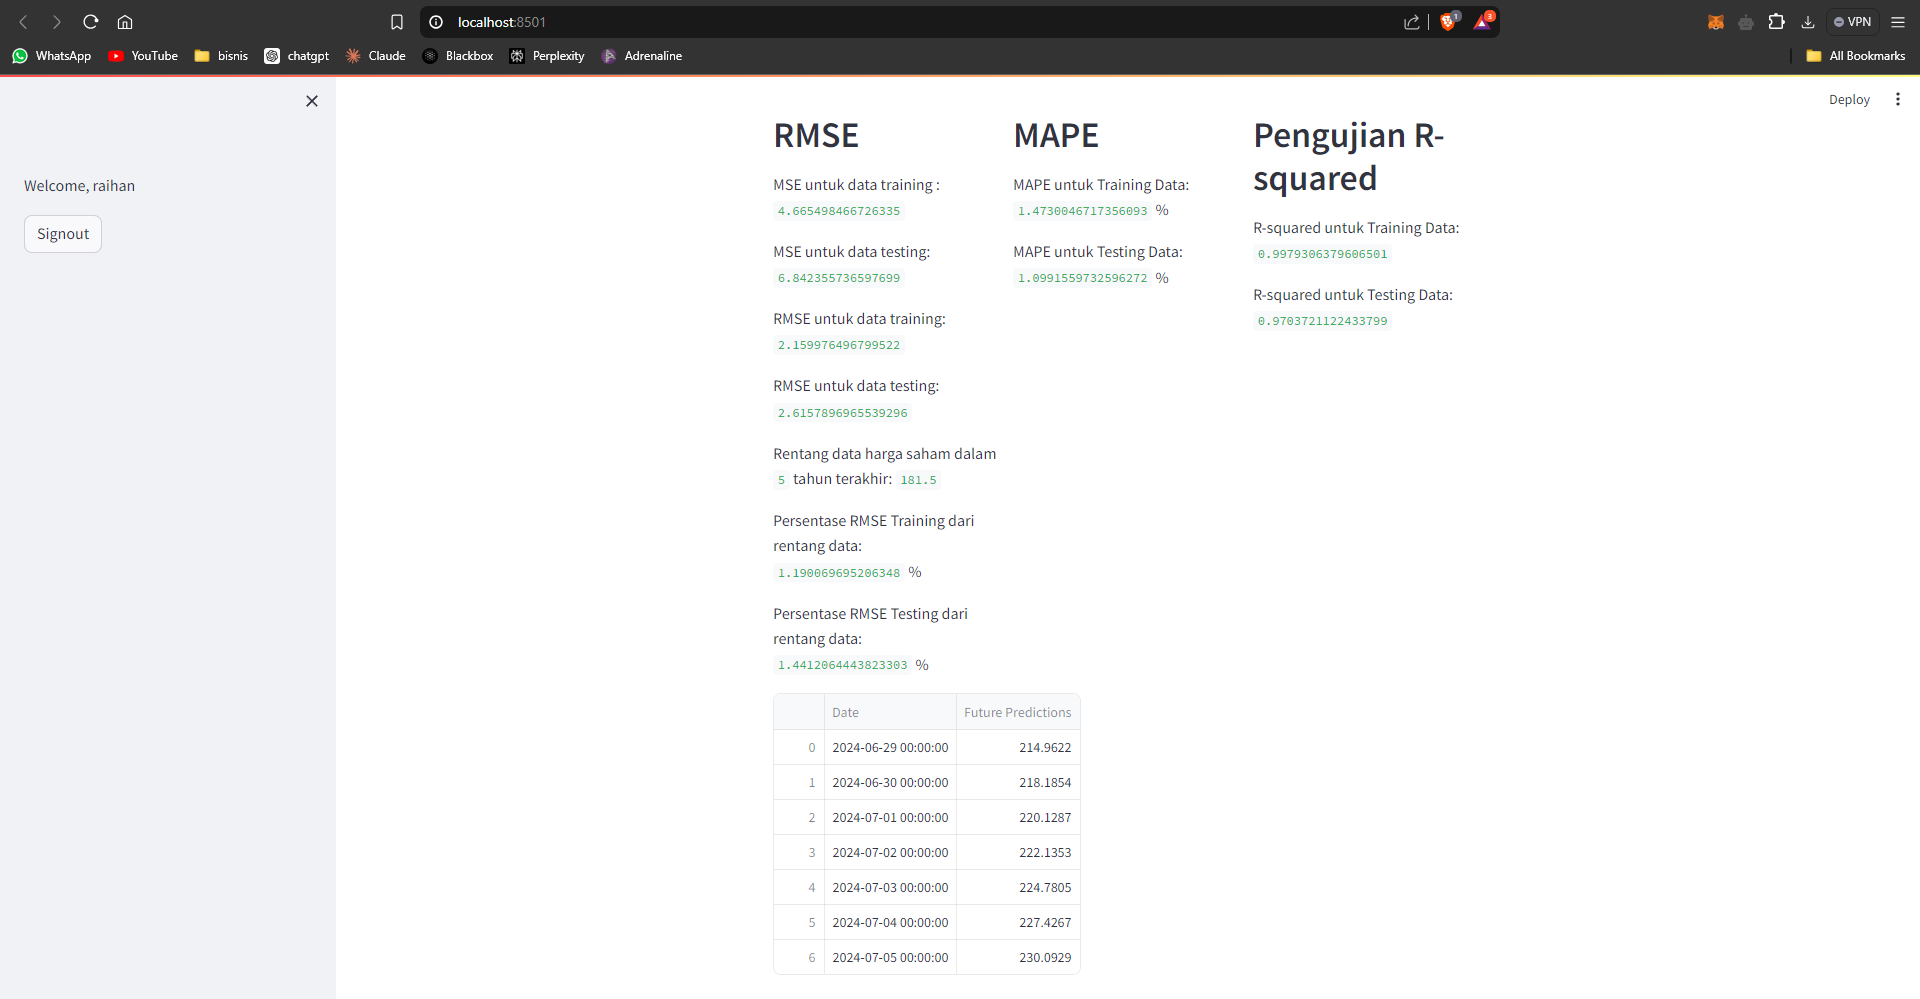 localhost:8501
1
3
VPN
WhatsApp
YouTube
bisnis
chatgpt
Claude
Blackbox
Perplexity
Adrenaline
All Bookmarks
Deploy
Welcome, raihan
Signout
RMSE
MSE untuk data training :
4.665498466726335
MSE untuk data testing:
6.842355736597699
RMSE untuk data training:
2.159976496799522
RMSE untuk data testing:
2.6157896965539296
Rentang data harga saham dalam
5 tahun terakhir: 181.5
Persentase RMSE Training dari
rentang data:
1.190069695206348 %
Persentase RMSE Testing dari
rentang data:
1.4412064443823303 %
MAPE
MAPE untuk Training Data:
1.4730046717356093 %
MAPE untuk Testing Data:
1.0991559732596272 %
Pengujian R-
squared
R-squared untuk Training Data:
0.9979306379606501
R-squared untuk Testing Data:
0.9703721122433799
Date Future Predictions
0 2024-06-29 00:00:00 214.9622
1 2024-06-30 00:00:00 218.1854
2 2024-07-01 00:00:00 220.1287
3 2024-07-02 00:00:00 222.1353
4 2024-07-03 00:00:00 224.7805
5 2024-07-04 00:00:00 227.4267
6 2024-07-05 00:00:00 230.0929